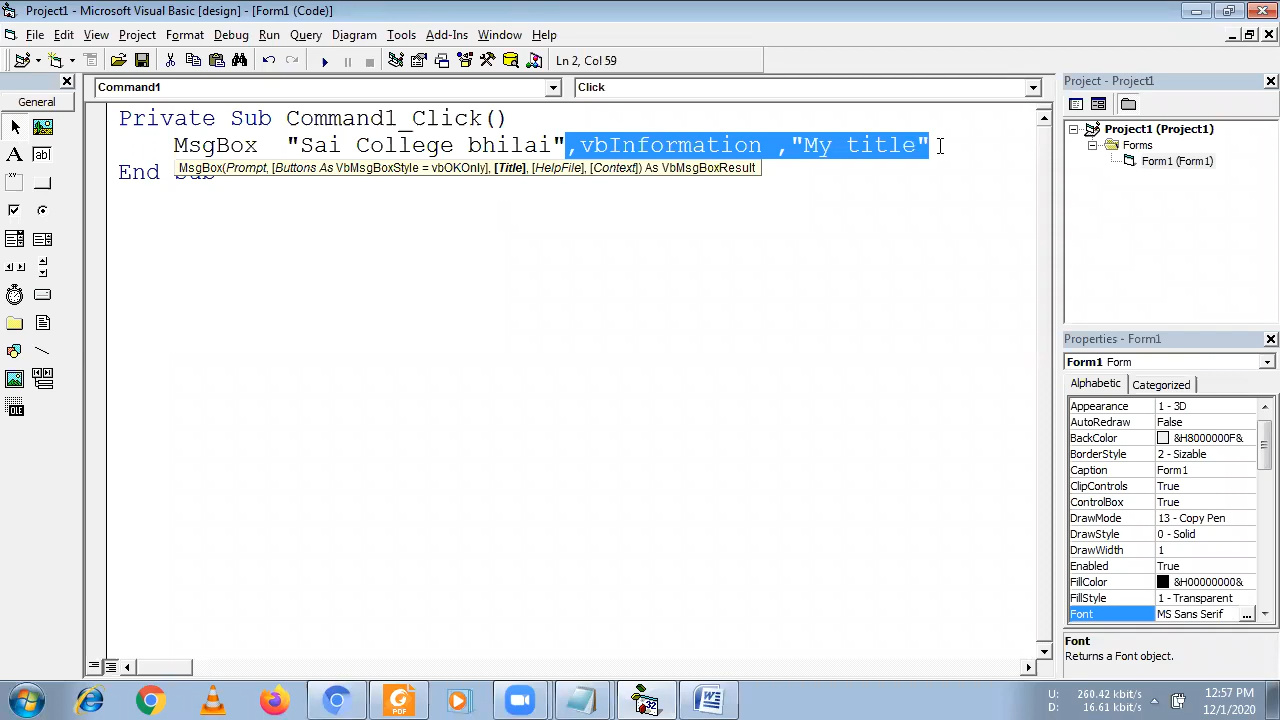 Project1 - Microsoft Visual Basic [design] - [Form1 (Code)]
File Edit View Project Format Debug Run Query Diagram Tools Add-Ins Window Help
Ln 2, Col 59
General
Command1
Click
Private Sub Command1_Click()
MsgBox "Sai College bhilai",vbInformation ,"My title"
MsgBox(Prompt, [Buttons As VbMsgBoxStyle = vbOKOnly], [Title], [HelpFile], [Context]) As VbMsgBoxResult
End Sub
Project - Project1
Project1 (Project1)
Forms
Form1 (Form1)
Properties - Form1
Form1 Form
Alphabetic Categorized
Appearance 1 - 3D
AutoRedraw False
BackColor &H8000000F&
BorderStyle 2 - Sizable
Caption Form1
ClipControls True
ControlBox True
DrawMode 13 - Copy Pen
DrawStyle 0 - Solid
DrawWidth 1
Enabled True
FillColor &H00000000&
FillStyle 1 - Transparent
Font MS Sans Serif ...
Font
Returns a Font object.
U: 260.42 kbit/s
D: 16.61 kbit/s
12:57 PM
12/1/2020